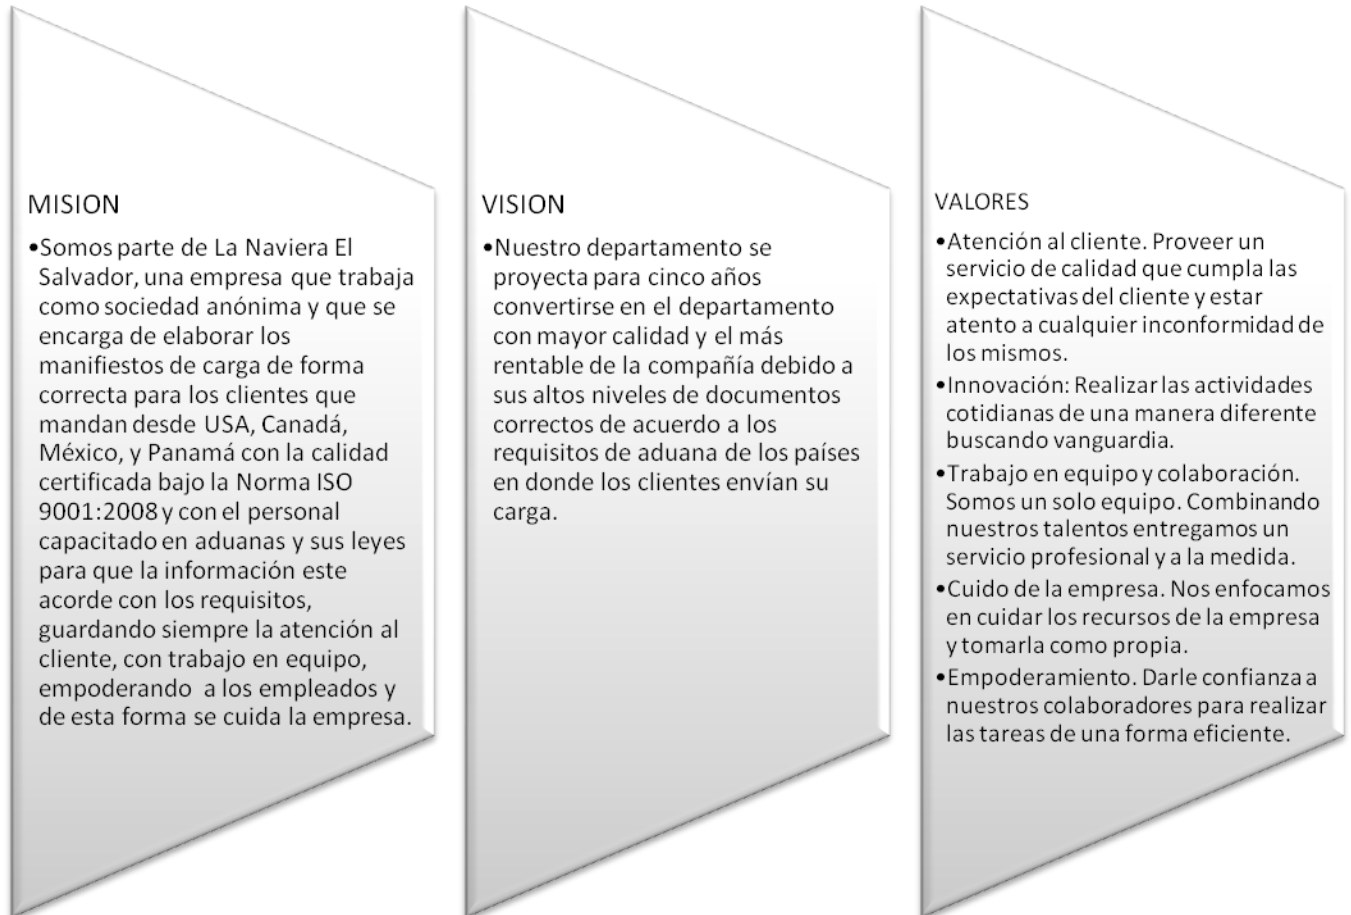 MISION
•Somos parte de La Naviera El
Salvador, una empresa que trabaja
como sociedad anónima y que se
encarga de elaborar los
manifiestos de carga de forma
correcta para los clientes que
mandan desde USA, Canadá,
México, y Panamá con la calidad
certificada bajo la Norma ISO
9001:2008 y con el personal
capacitado en aduanas y sus leyes
para que la información este
acorde con los requisitos,
guardando siempre la atención al
cliente, con trabajo en equipo,
empoderando a los empleados y
de esta forma se cuida la empresa.
VISION
•Nuestro departamento se
proyecta para cinco años
convertirse en el departamento
con mayor calidad y el más
rentable de la compañía debido a
sus altos niveles de documentos
correctos de acuerdo a los
requisitos de aduana de los países
en donde los clientes envían su
carga.
VALORES
•Atención al cliente. Proveer un
servicio de calidad que cumpla las
expectativas del cliente y estar
atento a cualquier inconformidad de
los mismos.
•Innovación: Realizar las actividades
cotidianas de una manera diferente
buscando vanguardia.
•Trabajo en equipo y colaboración.
Somos un solo equipo. Combinando
nuestros talentos entregamos un
servicio profesional y a la medida.
•Cuido de la empresa. Nos enfocamos
en cuidar los recursos de la empresa
y tomarla como propia.
•Empoderamiento. Darle confianza a
nuestros colaboradores para realizar
las tareas de una forma eficiente.